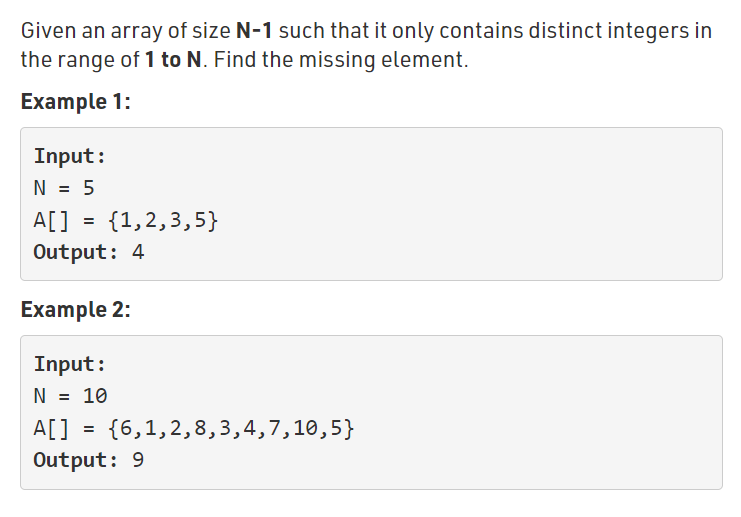 Given an array of size N-1 such that it only contains distinct integers in
the range of 1 to N. Find the missing element.
Example 1:
Input:
N = 5
A[] = {1,2,3,5}
Output: 4
Example 2:
Input:
N = 10
A[] = {6,1,2,8,3,4,7,10,5}
Output: 9